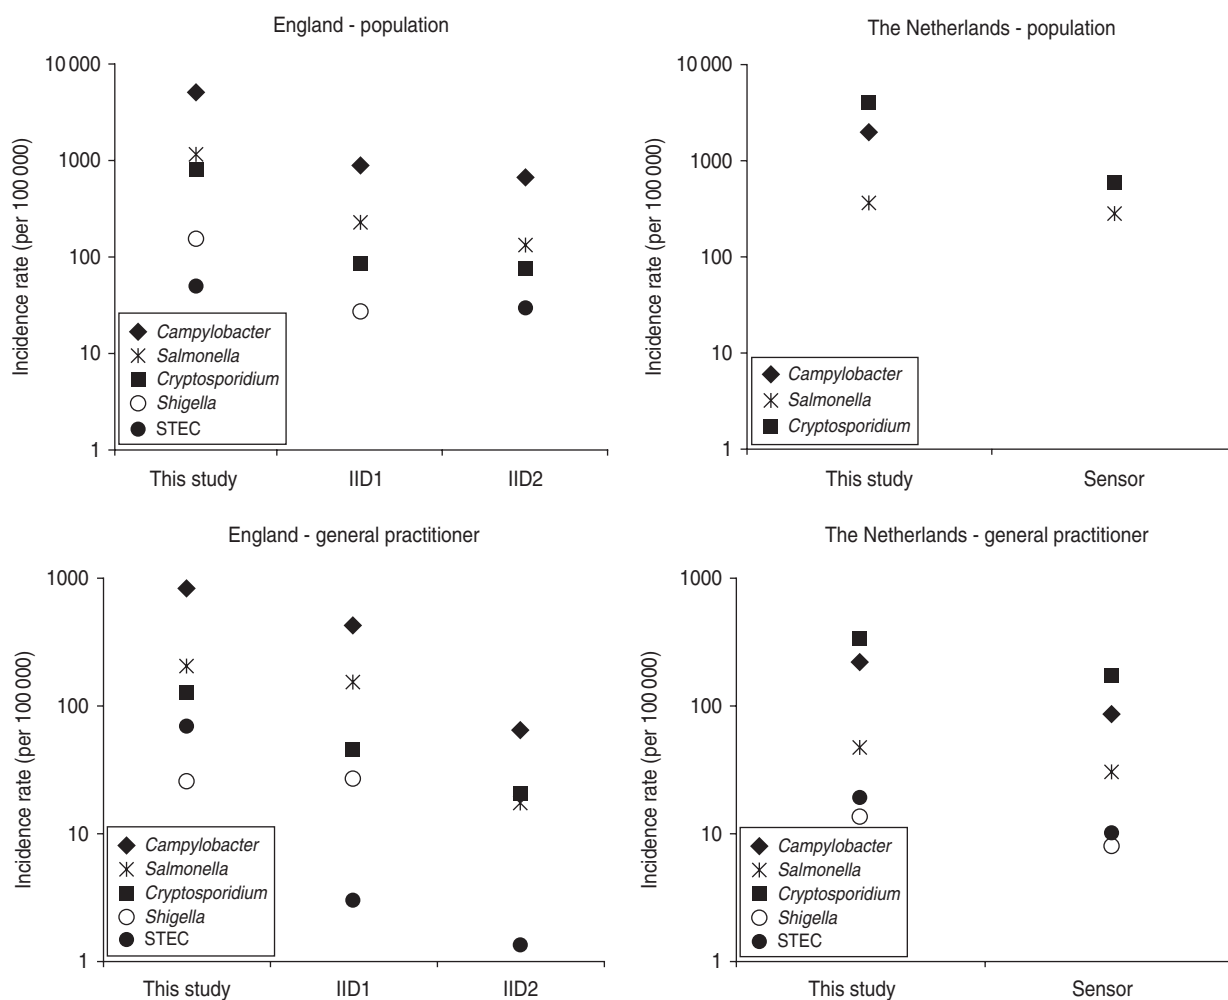 England - population
Incidence rate (per 100 000)
10 000
1000
100
10
1
Campylobacter
Salmonella
Cryptosporidium
Shigella
STEC
This study
IID1
IID2
The Netherlands - population
Incidence rate (per 100 000)
10 000
1000
100
10
1
Campylobacter
Salmonella
Cryptosporidium
This study
Sensor
England - general practitioner
Incidence rate (per 100 000)
1000
100
10
1
Campylobacter
Salmonella
Cryptosporidium
Shigella
STEC
This study
IID1
IID2
The Netherlands - general practitioner
Incidence rate (per 100 000)
1000
100
10
1
Campylobacter
Salmonella
Cryptosporidium
Shigella
STEC
This study
Sensor